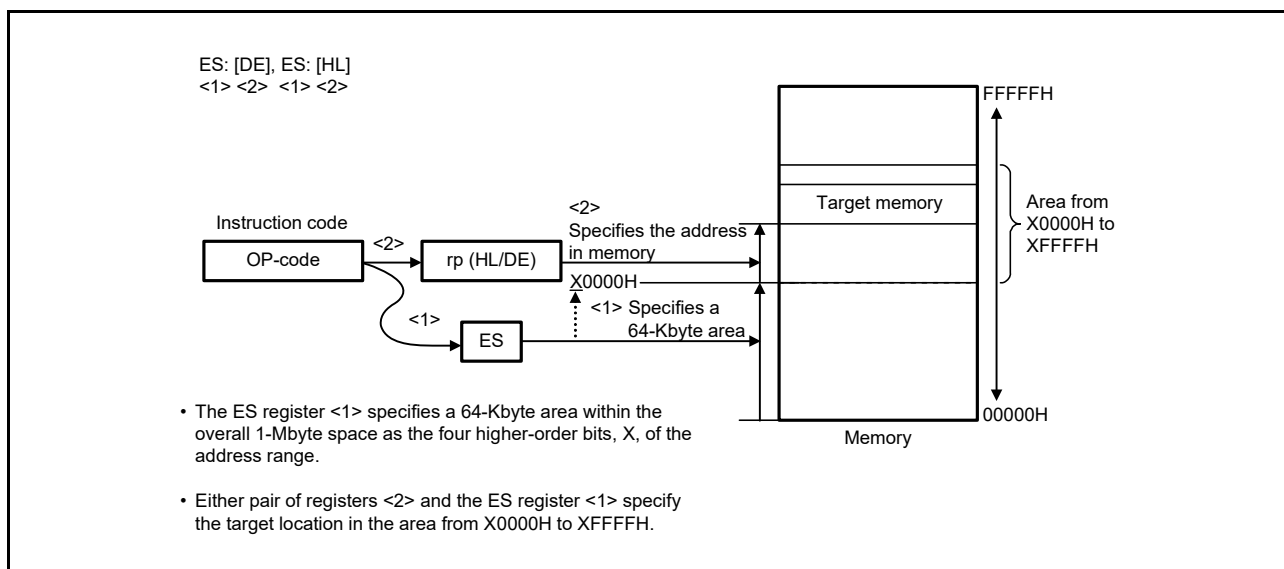 ES: [DE], ES: [HL]
<1> <2>  <1> <2>
FFFFFH
Instruction code
OP-code
<2>
rp (HL/DE)
<2>
Specifies the address
in memory
Target memory
Area from
X0000H to
XFFFFH
X0000H
<1>
ES
<1> Specifies a
64-Kbyte area
00000H
Memory
• The ES register <1> specifies a 64-Kbyte area within the
overall 1-Mbyte space as the four higher-order bits, X, of the
address range.
• Either pair of registers <2> and the ES register <1> specify
the target location in the area from X0000H to XFFFFH.